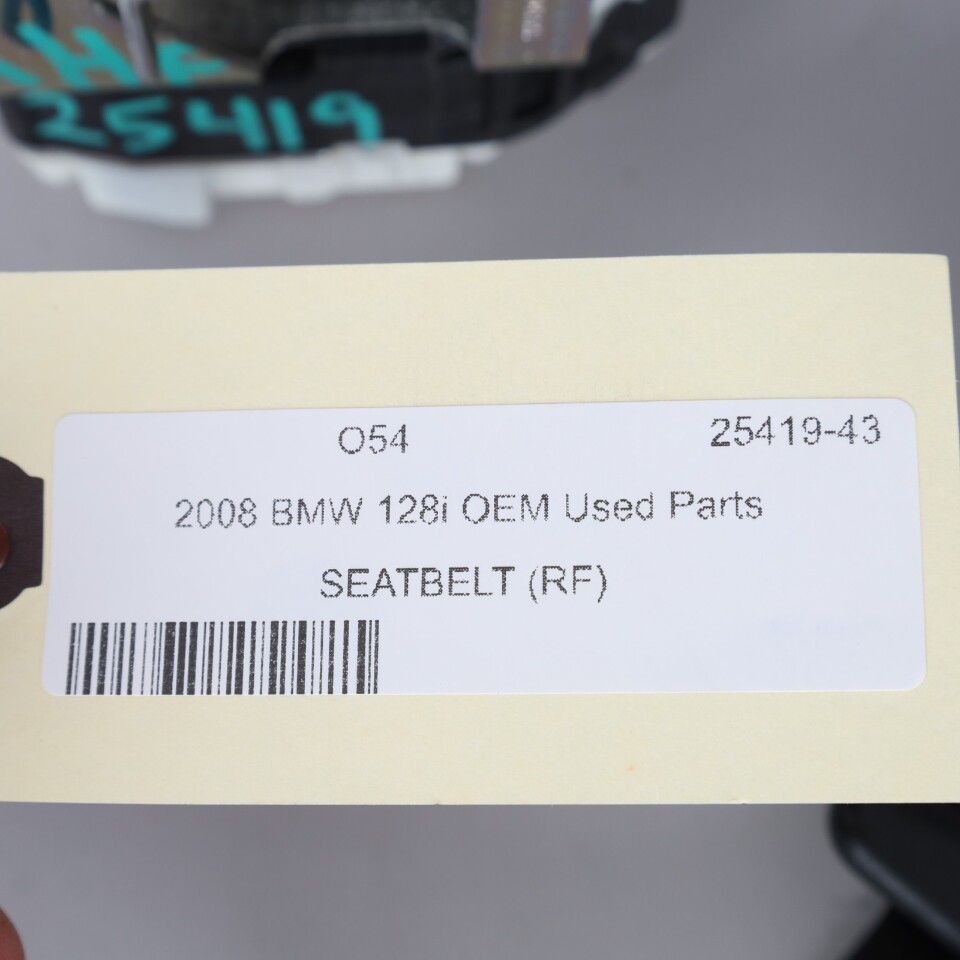 25419
O54 25419-43
2008 BMW 128i OEM Used Parts
SEATBELT (RF)